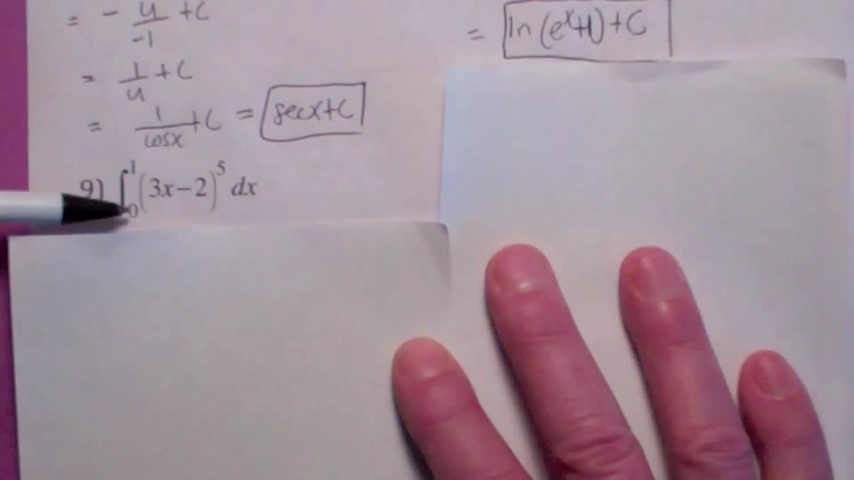 = - u/-1 + C
= 1/u + C
= 1/cosx + C = secx + C
9) ∫₀¹ (3x−2)⁵ dx
= ln(eˣ+1) + C